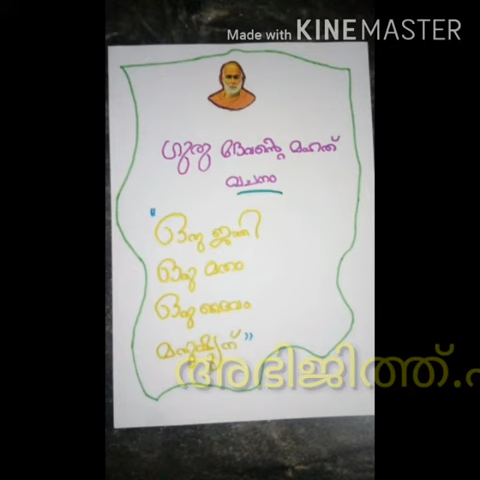 Made with KINEMASTER
ഗുരു ദേവന്റെ മഹത്
വചനം
"ഒരു ജാതി
ഒരു മതം
ഒരു ദൈവം
മനുഷ്യന്"
അഭിജിത്ത്.